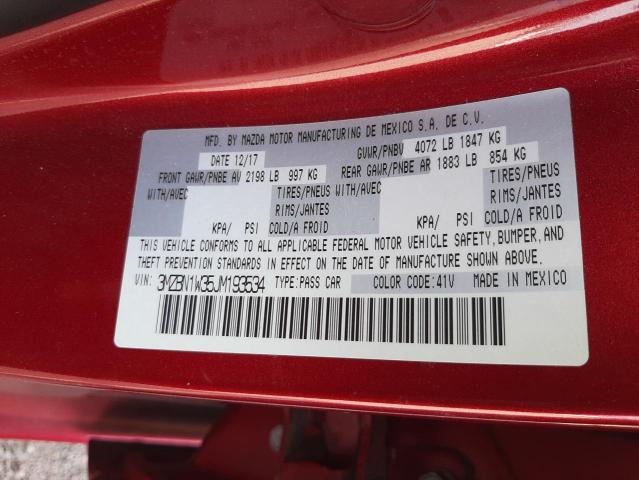 MFD. BY MAZDA MOTOR MANUFACTURING DE MEXICO S.A. DE C.V.
DATE 12/17 GVWR/PNBV 4072 LB 1847 KG
FRONT GAWR/PNBE AV 2198 LB 997 KG REAR GAWR/PNBE AR 1883 LB 854 KG
WITH/AVEC TIRES/PNEUS WITH/AVEC TIRES/PNEUS
RIMS/JANTES RIMS/JANTES
KPA/ PSI COLD/A FROID KPA/ PSI COLD/A FROID
THIS VEHICLE CONFORMS TO ALL APPLICABLE FEDERAL MOTOR VEHICLE SAFETY, BUMPER, AND
THEFT PREVENTION STANDARDS IN EFFECT ON THE DATE OF MANUFACTURE SHOWN ABOVE.
VIN: 3MZBN1W35JM193534 TYPE:PASS CAR COLOR CODE:41V MADE IN MEXICO